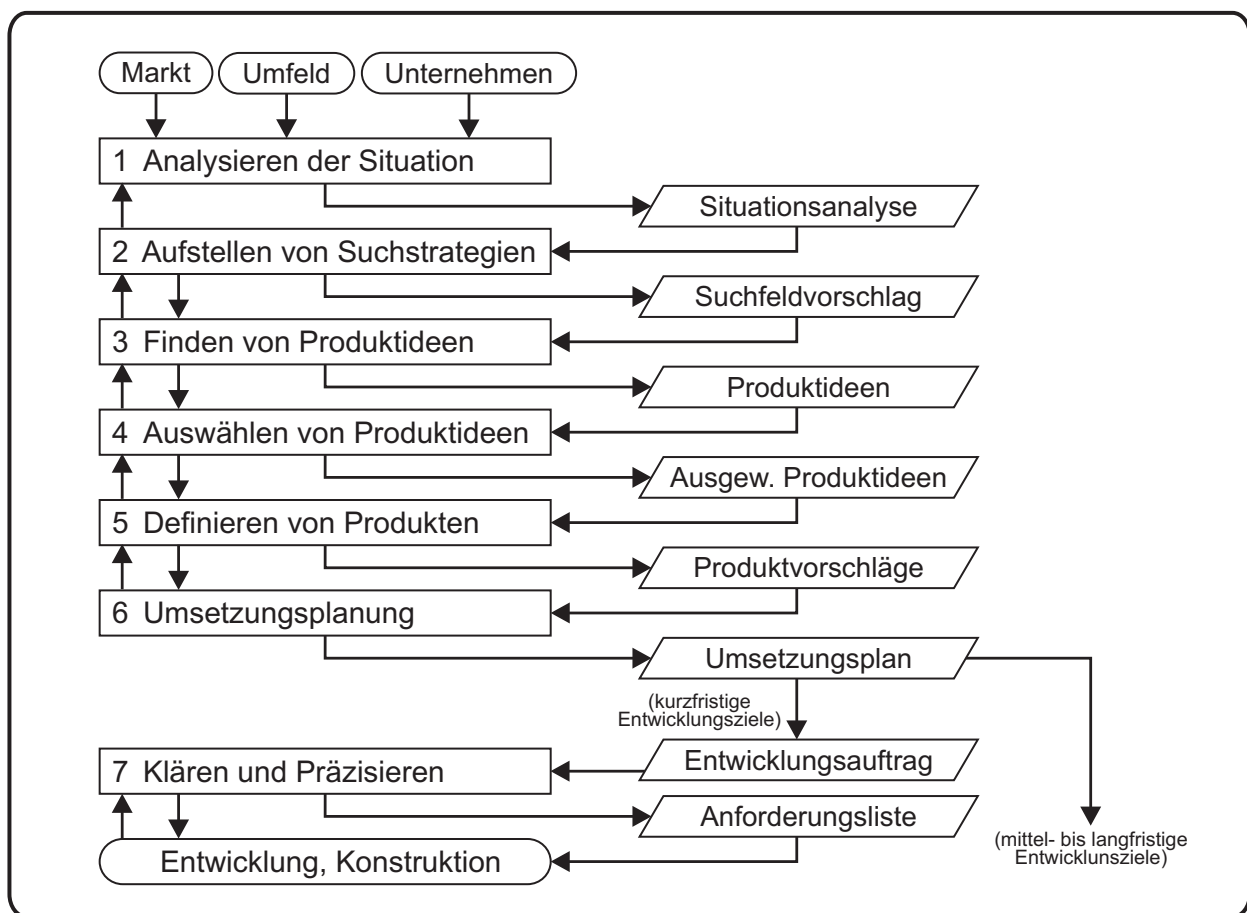 Markt
Umfeld
Unternehmen
1 Analysieren der Situation
Situationsanalyse
2 Aufstellen von Suchstrategien
Suchfeldvorschlag
3 Finden von Produktideen
Produktideen
4 Auswählen von Produktideen
Ausgew. Produktideen
5 Definieren von Produkten
Produktvorschläge
6 Umsetzungsplanung
Umsetzungsplan
(kurzfristige
Entwicklungsziele)
Entwicklungsauftrag
7 Klären und Präzisieren
Anforderungsliste
(mittel- bis langfristige
Entwicklunsziele)
Entwicklung, Konstruktion